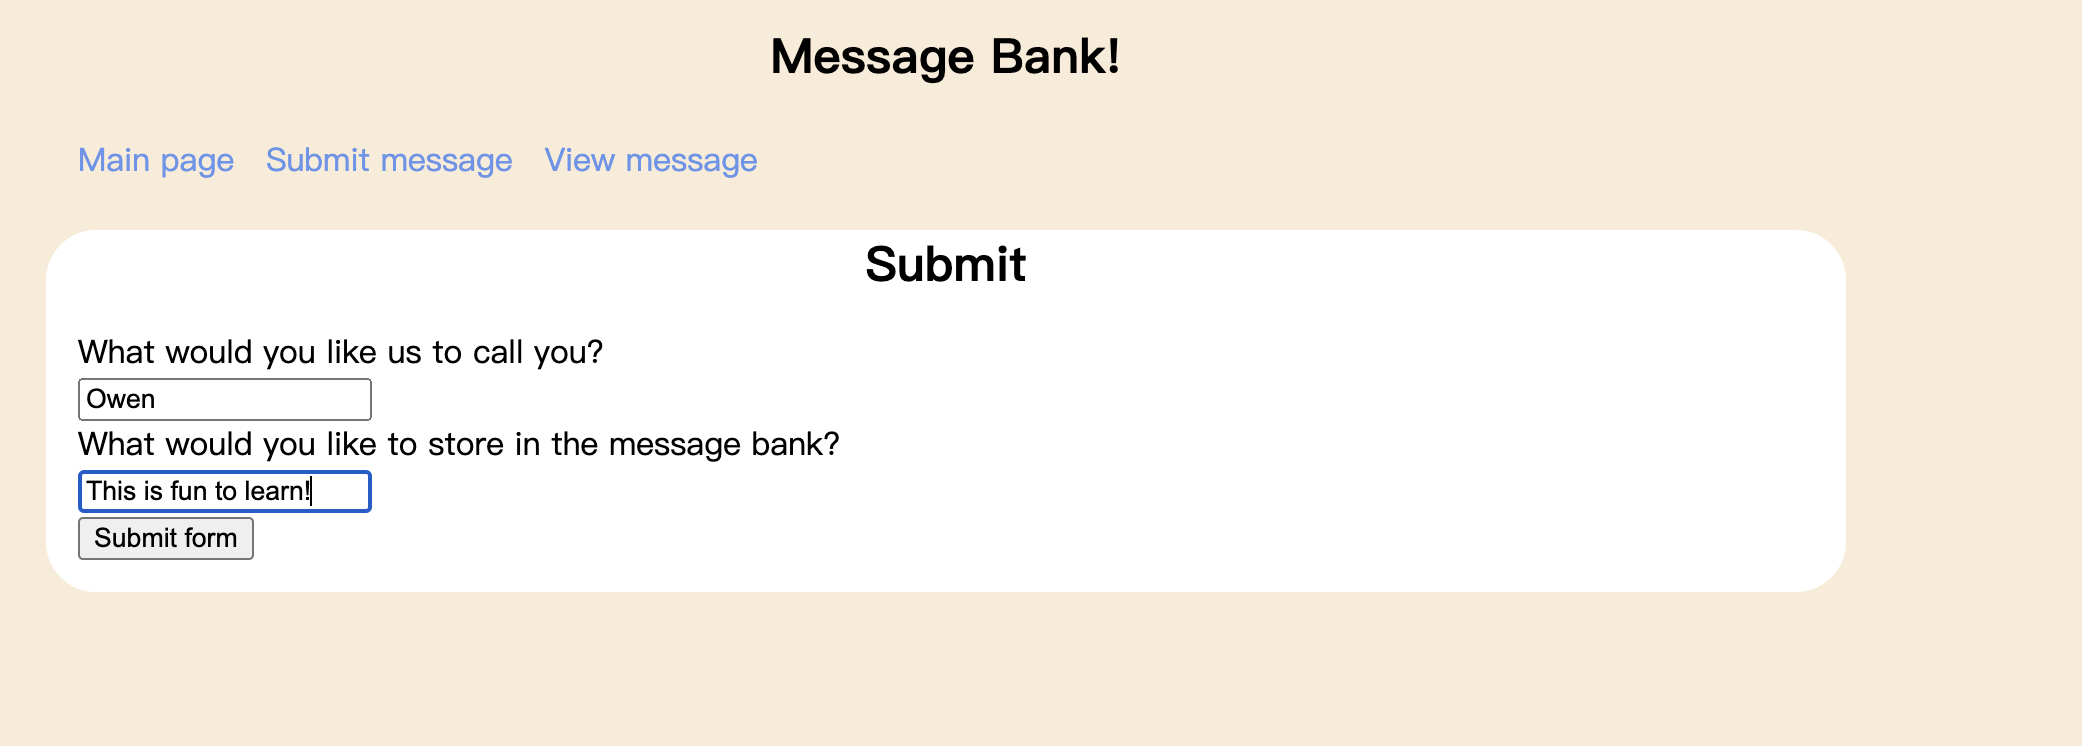 Message Bank!
Main page Submit message View message
Submit
What would you like us to call you?
Owen
What would you like to store in the message bank?
This is fun to learn!
Submit form